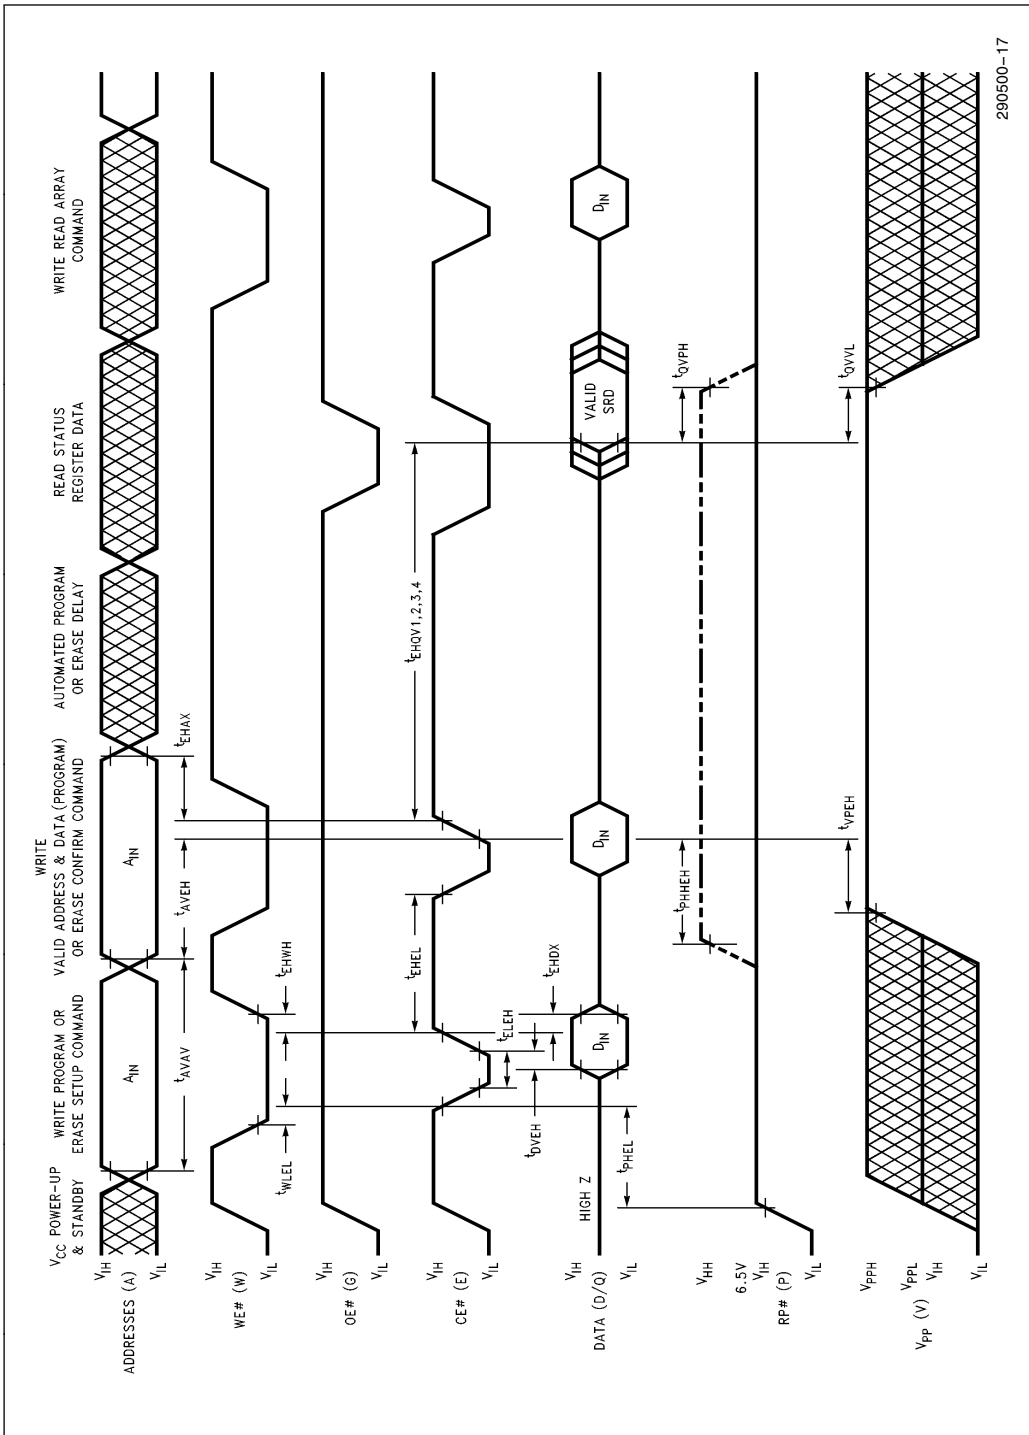 V_CC POWER-UP
& STANDBY
WRITE PROGRAM OR
ERASE SETUP COMMAND
WRITE
VALID ADDRESS & DATA (PROGRAM)
OR ERASE CONFIRM COMMAND
AUTOMATED PROGRAM
OR ERASE DELAY
READ STATUS
REGISTER DATA
WRITE READ ARRAY
COMMAND
V_IH
ADDRESSES (A)
V_IL
A_IN
A_IN
t_AVAV
t_AVEH
t_EHAX
V_IH
WE# (W)
V_IL
t_WLEL
t_EHWH
V_IH
OE# (G)
V_IL
t_EHEL
t_EHQV1,2,3,4
V_IH
CE# (E)
V_IL
t_ELEH
t_DVEH
t_EHDX
V_IH
DATA (D/Q)
V_IL
HIGH Z
D_IN
D_IN
VALID
SRD
D_IN
t_PHEL
t_PHHEH
t_QVPH
V_HH
6.5V
V_IH
RP# (P)
V_IL
t_VPEH
t_QVVL
V_PPH
V_PPL
V_PP (V)
V_IH
V_IL
290500-17